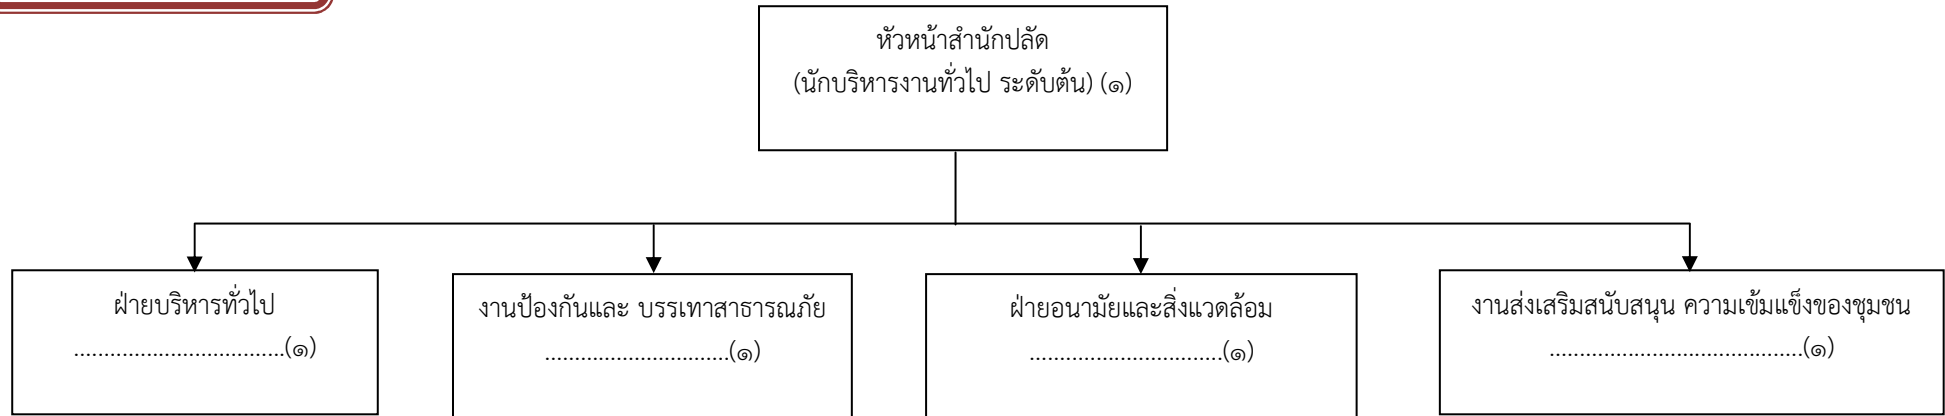 หัวหน้าสำนักปลัด
(นักบริหารงานทั่วไป ระดับต้น) (๑)
ฝ่ายบริหารทั่วไป
...................................(๑)
งานป้องกันและ บรรเทาสาธารณภัย
...............................(๑)
ฝ่ายอนามัยและสิ่งแวดล้อม
................................(๑)
งานส่งเสริมสนับสนุน ความเข้มแข็งของชุมชน
..........................................(๑)